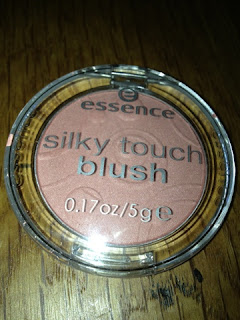 essence
silky touch
blush
0.17oz/5g ℮